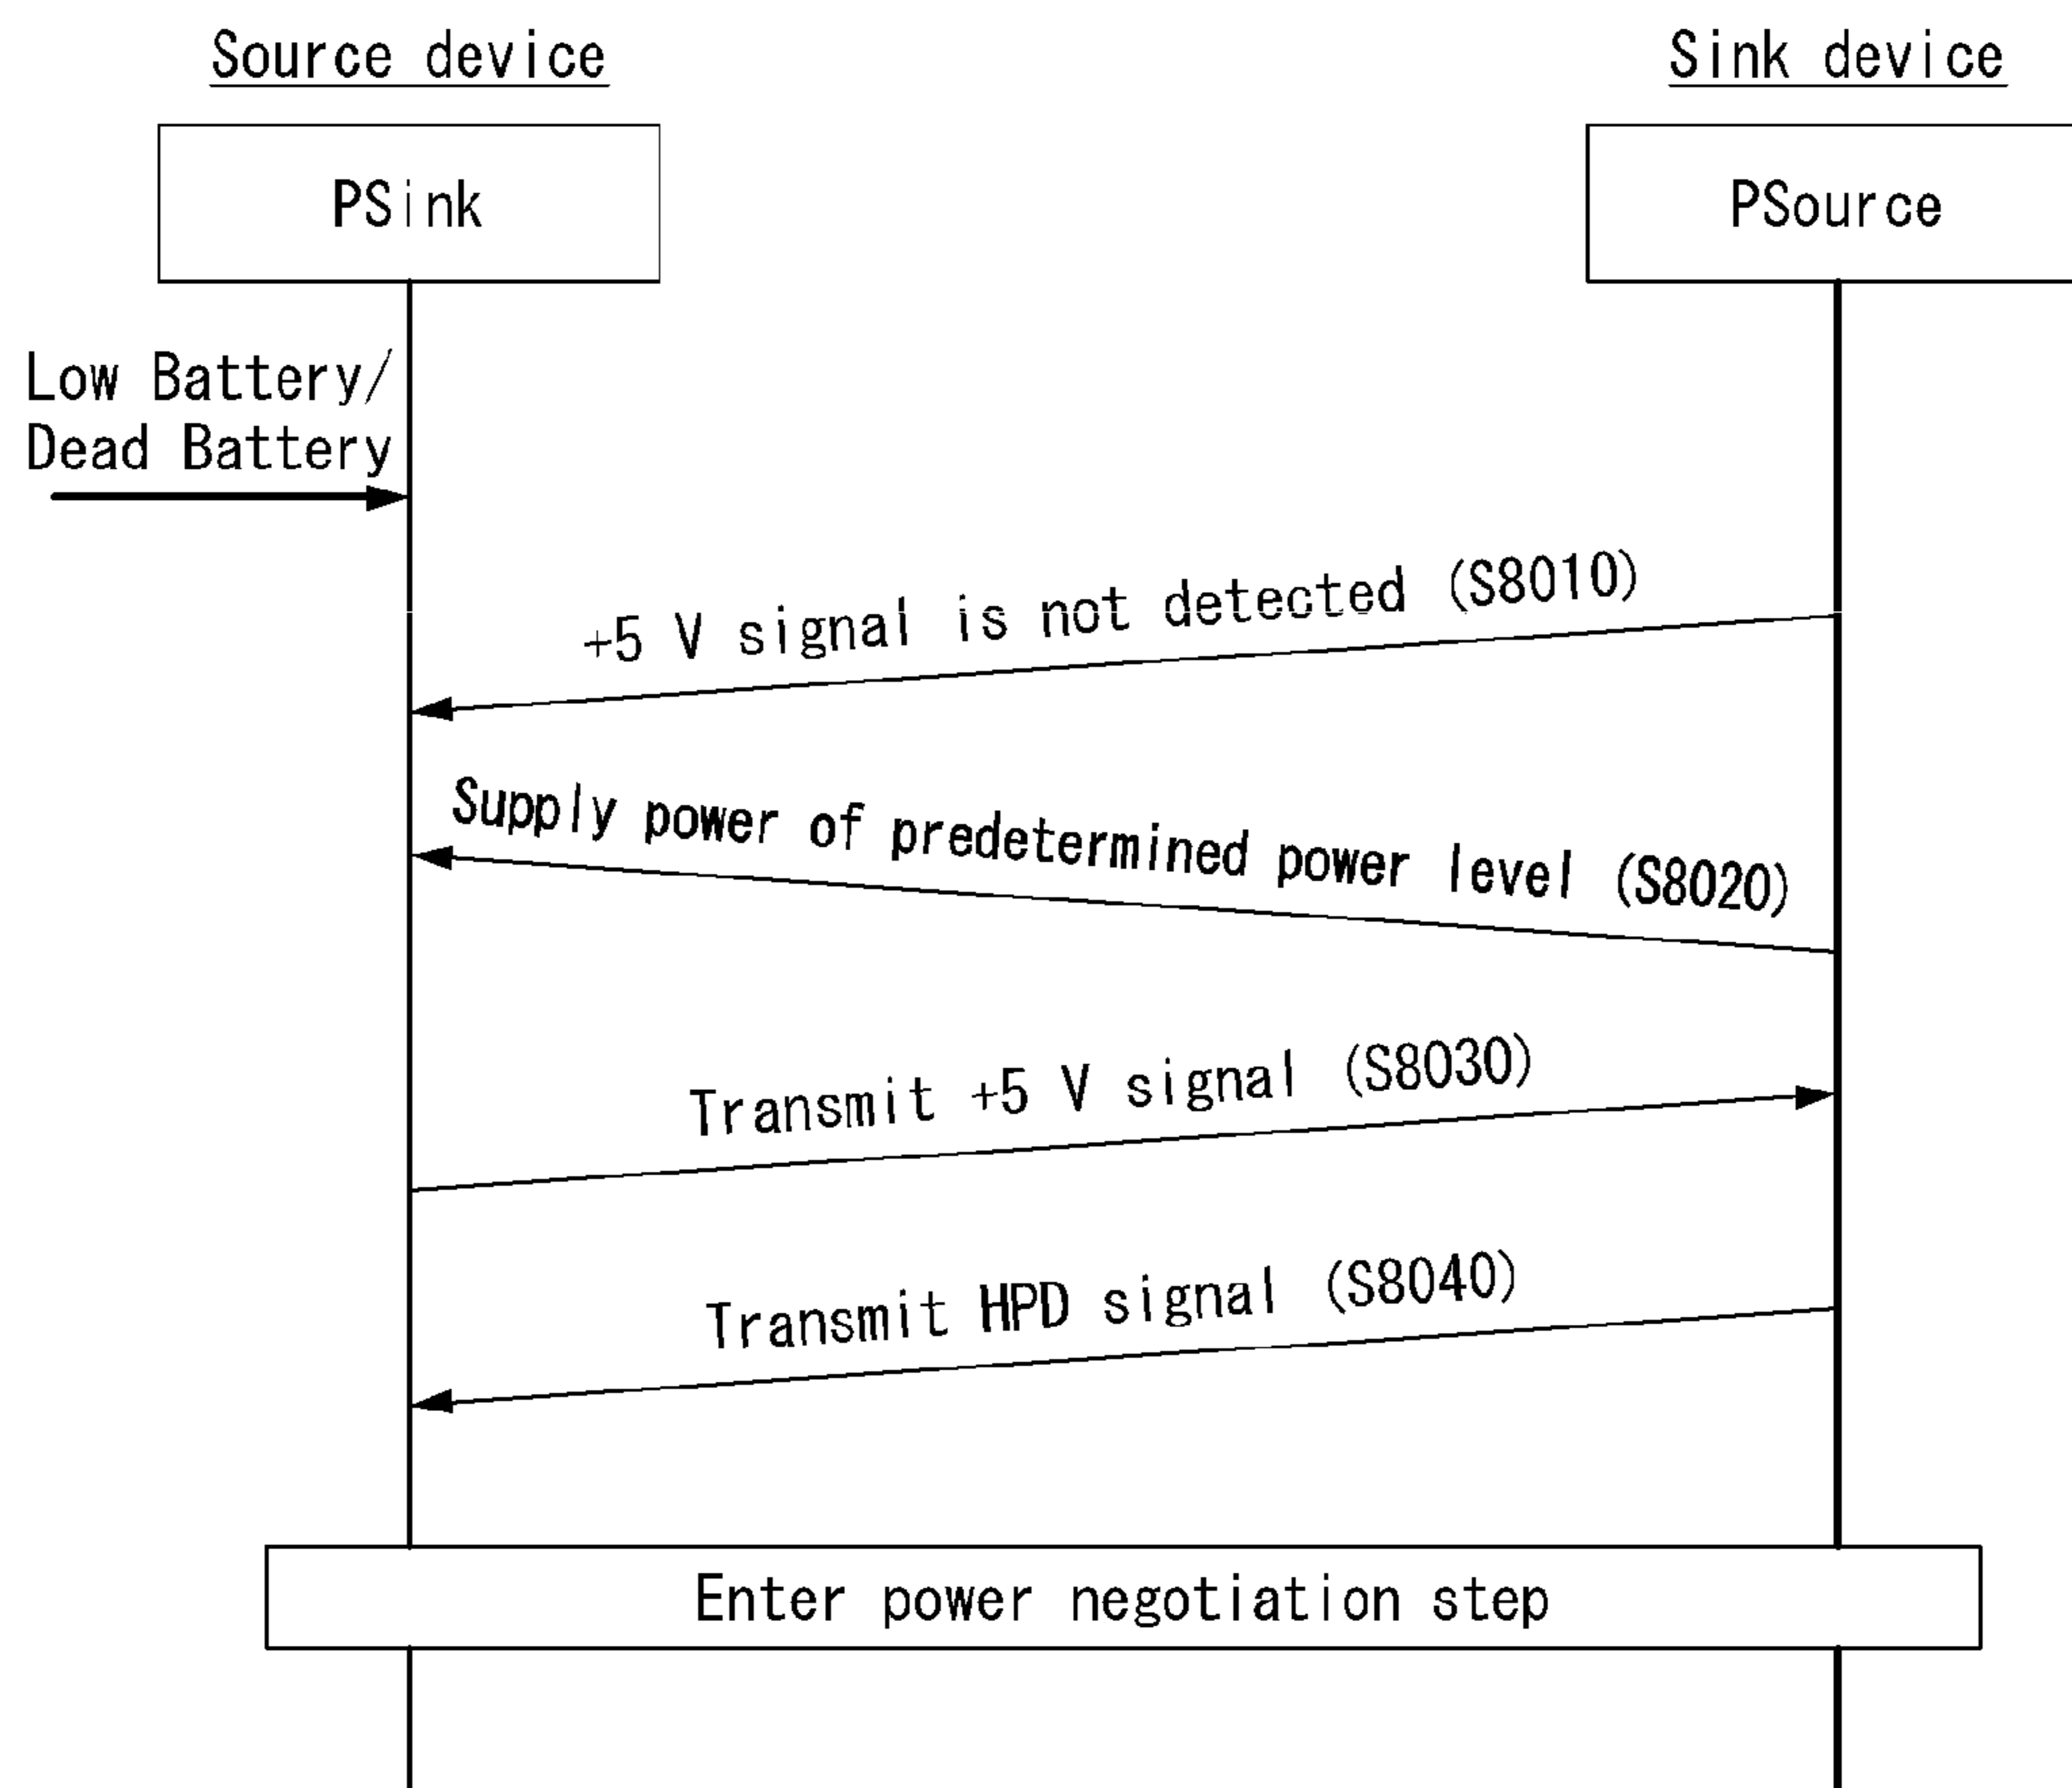 Source device
Sink device
PSink
PSource
Low Battery/
Dead Battery
+5 V signal is not detected (S8010)
Supply power of predetermined power level (S8020)
Transmit +5 V signal (S8030)
Transmit HPD signal (S8040)
Enter power negotiation step